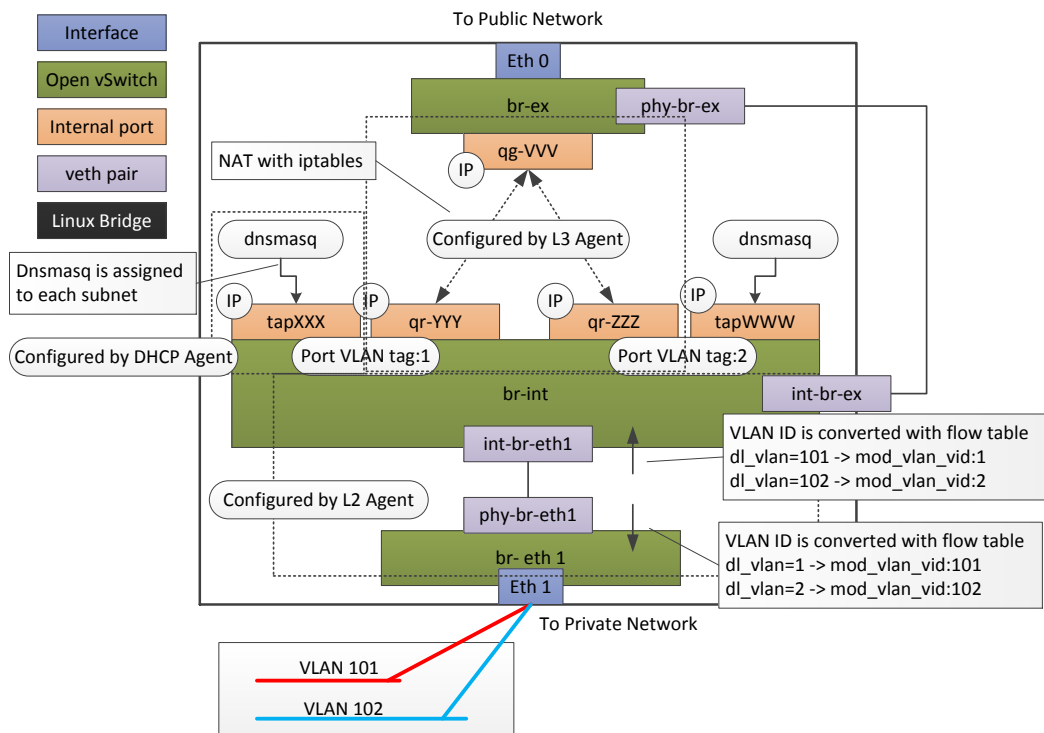 To Public Network
Interface
Open vSwitch
Internal port
veth pair
Linux Bridge
Eth 0
br-ex
phy-br-ex
qg-VVV
IP
NAT with iptables
dnsmasq
Configured by L3 Agent
dnsmasq
Dnsmasq is assigned
to each subnet
IP
IP
IP
IP
tapXXX
qr-YYY
qr-ZZZ
tapWWW
Configured by DHCP Agent
Port VLAN tag:1
Port VLAN tag:2
br-int
int-br-ex
int-br-eth1
VLAN ID is converted with flow table
dl_vlan=101 -> mod_vlan_vid:1
dl_vlan=102 -> mod_vlan_vid:2
Configured by L2 Agent
phy-br-eth1
br- eth 1
VLAN ID is converted with flow table
dl_vlan=1 -> mod_vlan_vid:101
dl_vlan=2 -> mod_vlan_vid:102
Eth 1
To Private Network
VLAN 101
VLAN 102